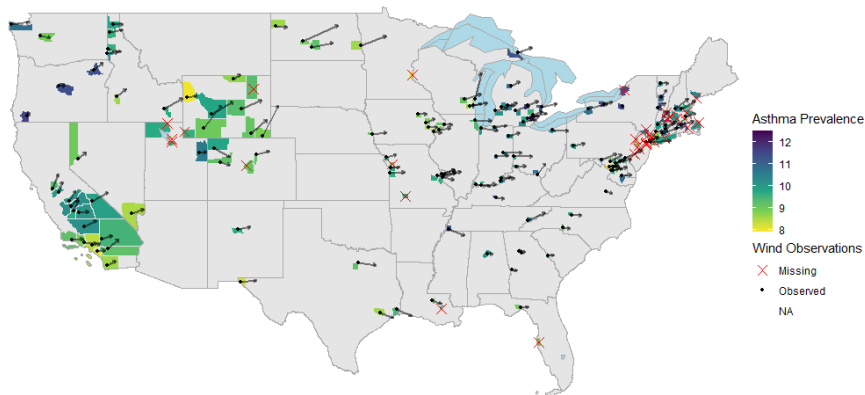 Asthma Prevalence
12
11
10
9
8
Wind Observations
Missing
Observed
NA